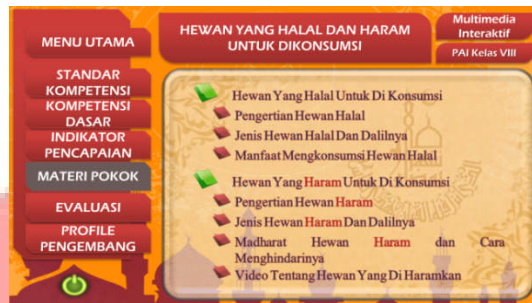 MENU UTAMA
HEWAN YANG HALAL DAN HARAM
UNTUK DIKONSUMSI
Multimedia
Interaktif
PAI Kelas VIII
STANDAR
KOMPETENSI
KOMPETENSI
DASAR
INDIKATOR
PENCAPAIAN
MATERI POKOK
EVALUASI
PROFILE
PENGEMBANG
Hewan Yang Halal Untuk Di Konsumsi
Pengertian Hewan Halal
Jenis Hewan Halal Dan Dalilnya
Manfaat Mengkonsumsi Hewan Halal
Hewan Yang Haram Untuk Di Konsumsi
Pengertian Hewan Haram
Jenis Hewan Haram Dan Dalilnya
Madharat Hewan Haram dan Cara
Menghindarinya
Video Tentang Hewan Yang Di Haramkan